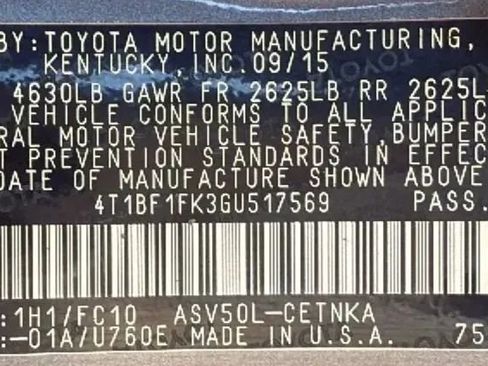 BY: TOYOTA MOTOR MANUFACTURING,
KENTUCKY, INC. 09/15
4630LB GAWR FR 2625LB RR 2625L
VEHICLE CONFORMS TO ALL APPLIC
RAL MOTOR VEHICLE SAFETY, BUMPER
T PREVENTION STANDARDS IN EFFEC
DATE OF MANUFACTURE SHOWN ABOVE
4T1BF1FK3GU517569 PASS.
:1H1/FC10 ASV50L-CETNKA
:-01A/U760E MADE IN U.S.A. 75